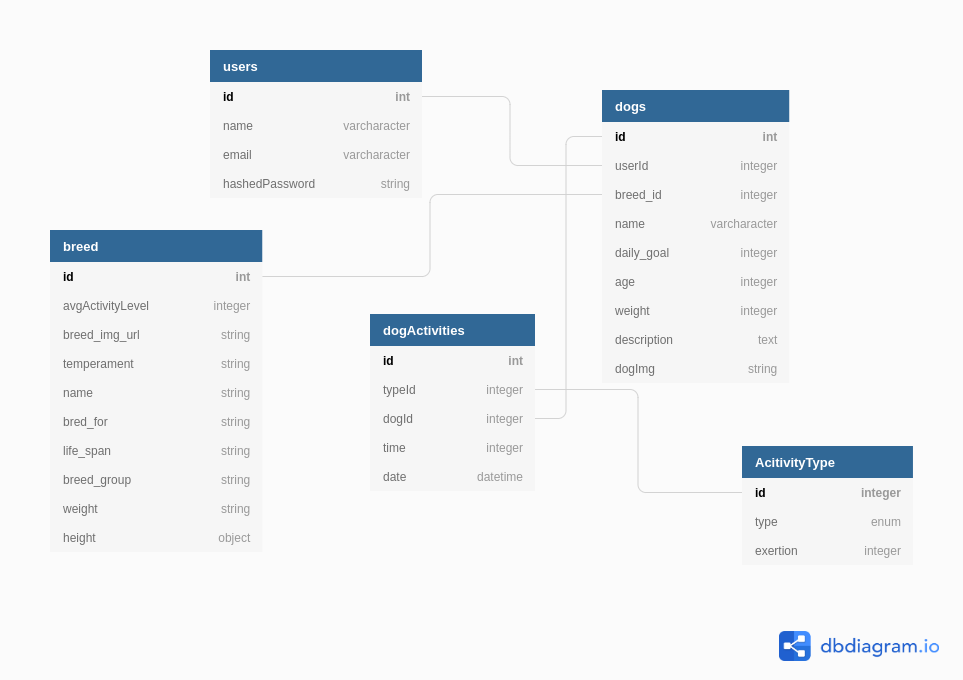 users
id int
name varcharacter
email varcharacter
hashedPassword string
dogs
id int
userId integer
breed_id integer
name varcharacter
daily_goal integer
age integer
weight integer
description text
dogImg string
breed
id int
avgActivityLevel integer
breed_img_url string
temperament string
name string
bred_for string
life_span string
breed_group string
weight string
height object
dogActivities
id int
typeId integer
dogId integer
time integer
date datetime
AcitivityType
id integer
type enum
exertion integer
dbdiagram.io